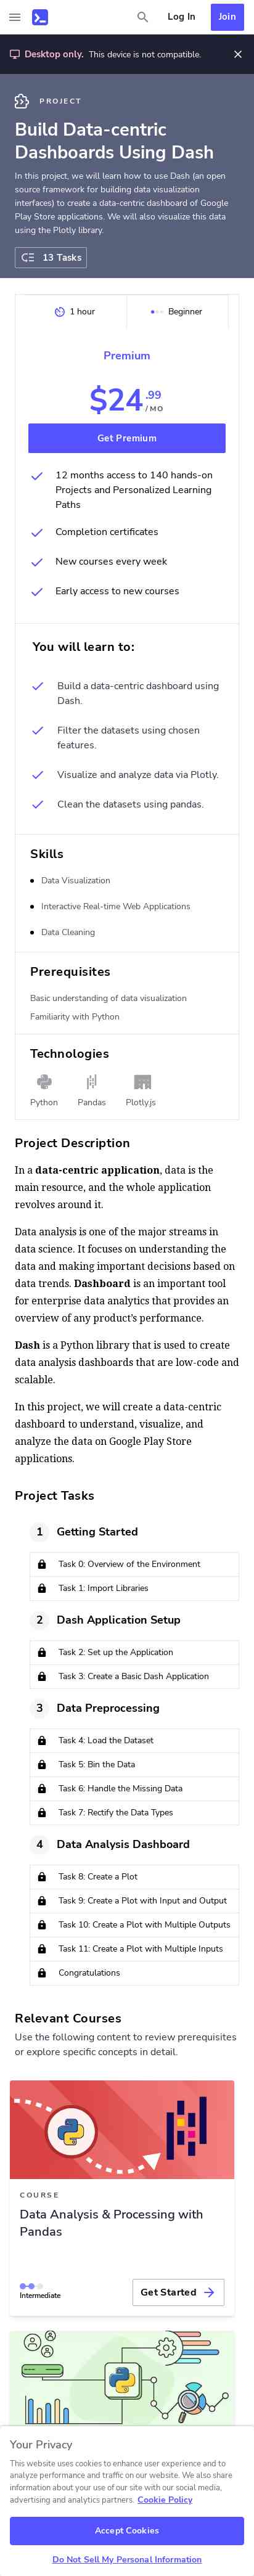 Log In
Join
Desktop only. This device is not compatible.
PROJECT
Build Data-centric
Dashboards Using Dash
In this project, we will learn how to use Dash (an open
source framework for building data visualization
interfaces) to create a data-centric dashboard of Google
Play Store applications. We will also visualize this data
using the Plotly library.
13 Tasks
1 hour
Beginner
Premium
$24.99
/ MO
Get Premium
12 months access to 140 hands-on
Projects and Personalized Learning
Paths
Completion certificates
New courses every week
Early access to new courses
You will learn to:
Build a data-centric dashboard using
Dash.
Filter the datasets using chosen
features.
Visualize and analyze data via Plotly.
Clean the datasets using pandas.
Skills
Data Visualization
Interactive Real-time Web Applications
Data Cleaning
Prerequisites
Basic understanding of data visualization
Familiarity with Python
Technologies
Python
Pandas
Plotly.js
Project Description
In a data-centric application, data is the
main resource, and the whole application
revolves around it.
Data analysis is one of the major streams in
data science. It focuses on understanding the
data and making important decisions based on
data trends. Dashboard is an important tool
for enterprise data analytics that provides an
overview of any product’s performance.
Dash is a Python library that is used to create
data analysis dashboards that are low-code and
scalable.
In this project, we will create a data-centric
dashboard to understand, visualize, and
analyze the data on Google Play Store
applications.
Project Tasks
1 Getting Started
Task 0: Overview of the Environment
Task 1: Import Libraries
2 Dash Application Setup
Task 2: Set up the Application
Task 3: Create a Basic Dash Application
3 Data Preprocessing
Task 4: Load the Dataset
Task 5: Bin the Data
Task 6: Handle the Missing Data
Task 7: Rectify the Data Types
4 Data Analysis Dashboard
Task 8: Create a Plot
Task 9: Create a Plot with Input and Output
Task 10: Create a Plot with Multiple Outputs
Task 11: Create a Plot with Multiple Inputs
Congratulations
Relevant Courses
Use the following content to review prerequisites
or explore specific concepts in detail.
COURSE
Data Analysis & Processing with
Pandas
Intermediate
Get Started
Your Privacy
This website uses cookies to enhance user experience and to
analyze performance and traffic on our website. We also share
information about your use of our site with our social media,
advertising and analytics partners. Cookie Policy
Accept Cookies
Do Not Sell My Personal Information